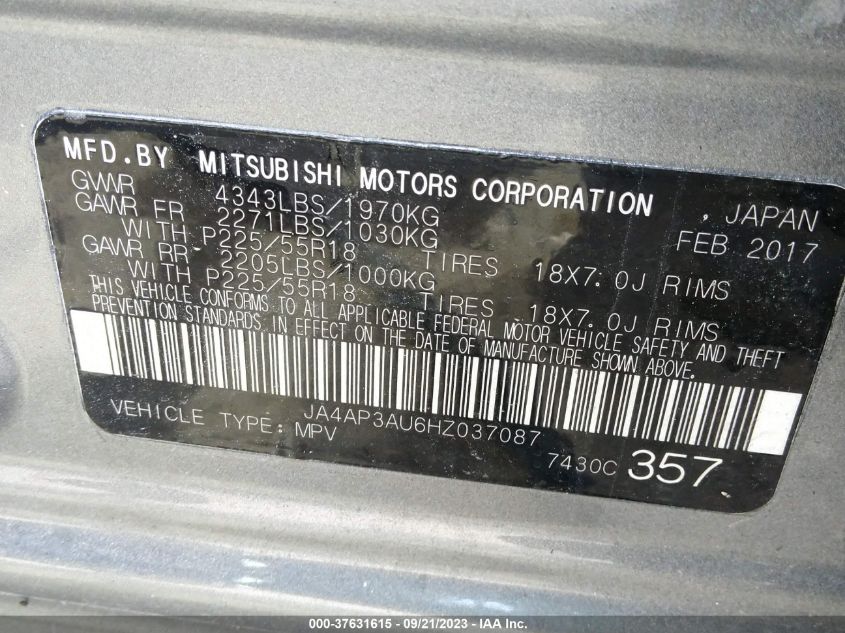 MFD.BY MITSUBISHI MOTORS CORPORATION , JAPAN
GVWR 4343LBS/1970KG FEB 2017
GAWR FR 2271LBS/1030KG
WITH P225/55R18 TIRES 18X7.0J RIMS
GAWR RR 2205LBS/1000KG
WITH P225/55R18 TIRES 18X7.0J RIMS
THIS VEHICLE CONFORMS TO ALL APPLICABLE FEDERAL MOTOR VEHICLE SAFETY AND THEFT
PREVENTION STANDARDS IN EFFECT ON THE DATE OF MANUFACTURE SHOWN ABOVE.
JA4AP3AU6HZ037087
VEHICLE TYPE: MPV
7430C 357
000-37631615 - 09/21/2023 - IAA Inc.